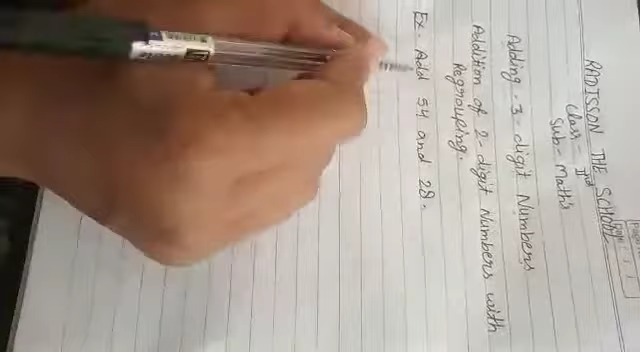 RADISSON THE SCHOOL
Class - IInd
Sub - Maths
Adding - 3 - digit Numbers
Addition of 2 - digit Numbers with
Regrouping.
Ex - Add 54 and 28.